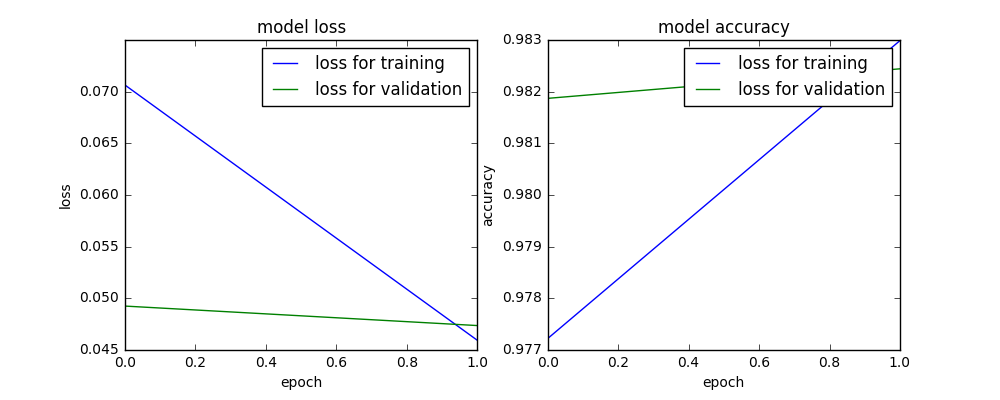 model loss
loss for training
loss for validation
0.070
0.065
0.060
0.055
0.050
0.045
loss
0.0 0.2 0.4 0.6 0.8 1.0
epoch
model accuracy
loss for training
loss for validation
0.983
0.982
0.981
0.980
0.979
0.978
0.977
accuracy
0.0 0.2 0.4 0.6 0.8 1.0
epoch